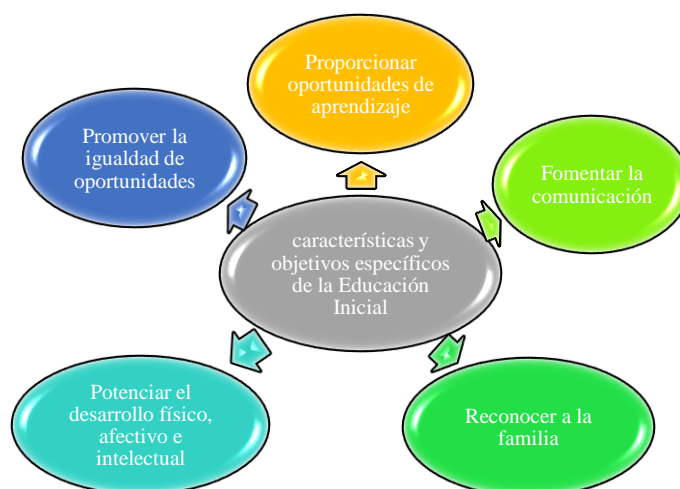 Proporcionar
oportunidades de
aprendizaje
Promover la
igualdad de
oportunidades
Fomentar la
comunicación
características y
objetivos específicos
de la Educación
Inicial
Potenciar el
desarrollo físico,
afectivo e
intelectual
Reconocer a la
familia